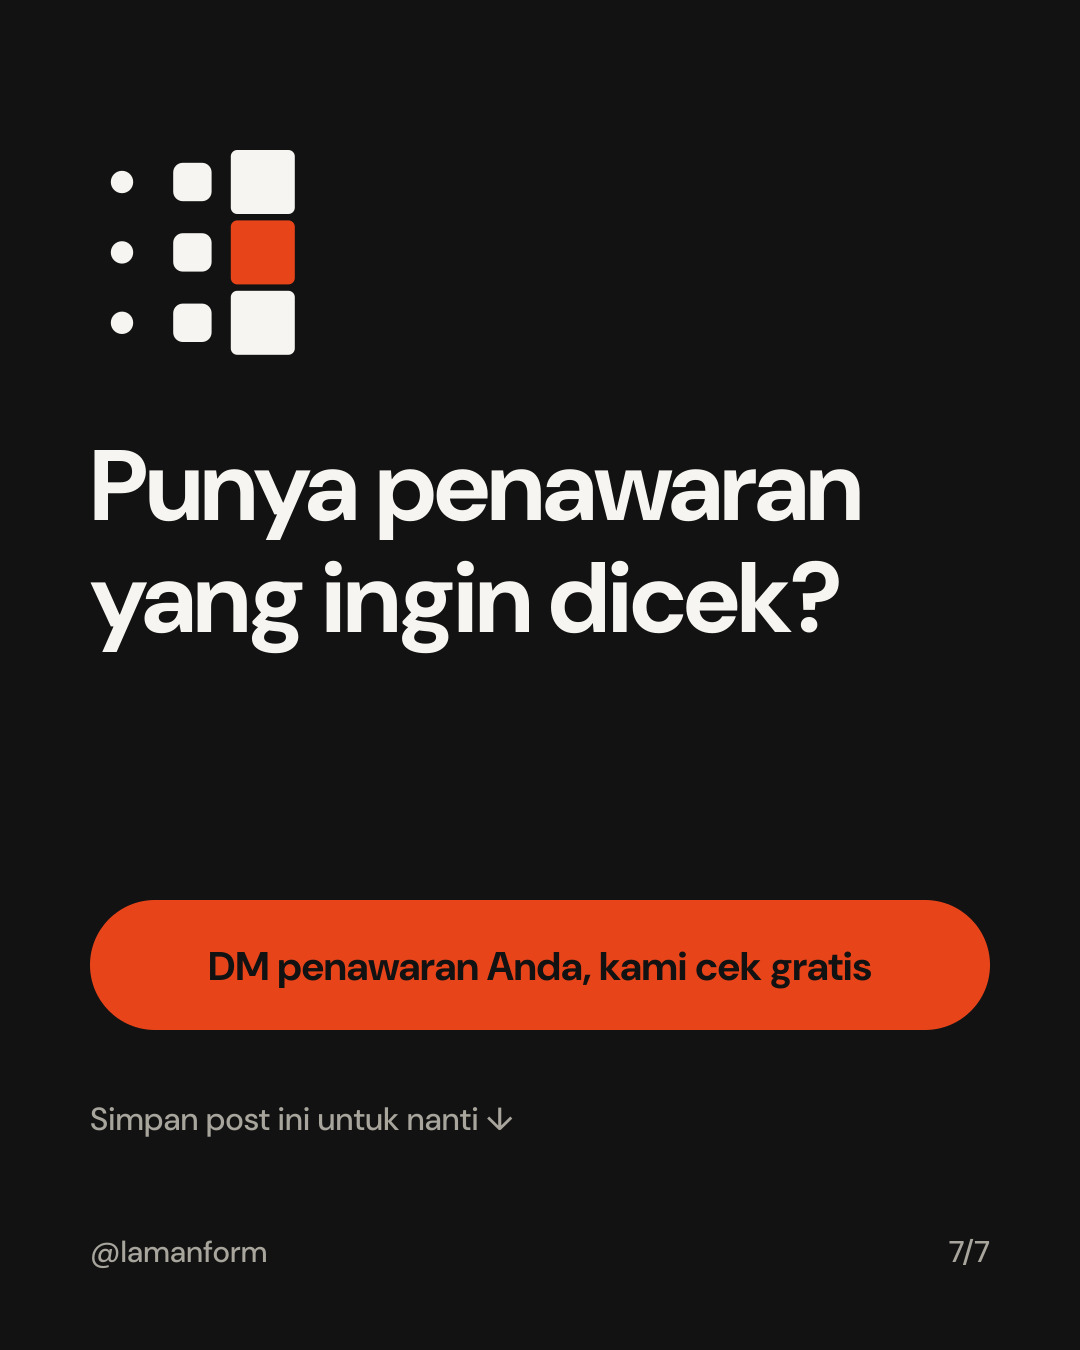 Punya penawaran
yang ingin dicek?
DM penawaran Anda, kami cek gratis
Simpan post ini untuk nanti ↓
@lamanform
7/7